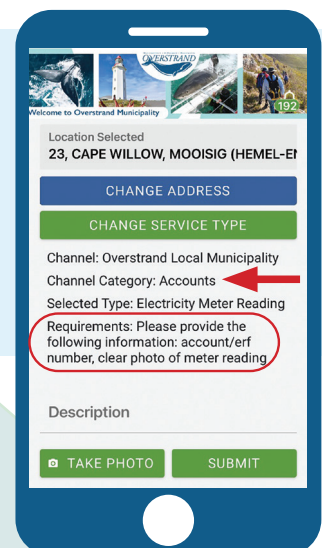 OVERSTRAND
192
Welcome to Overstrand Municipality
Location Selected
23, CAPE WILLOW, MOOISIG (HEMEL-EN
CHANGE ADDRESS
CHANGE SERVICE TYPE
Channel: Overstrand Local Municipality
Channel Category: Accounts
Selected Type: Electricity Meter Reading
Requirements: Please provide the
following information: account/erf
number, clear photo of meter reading
Description
TAKE PHOTO
SUBMIT